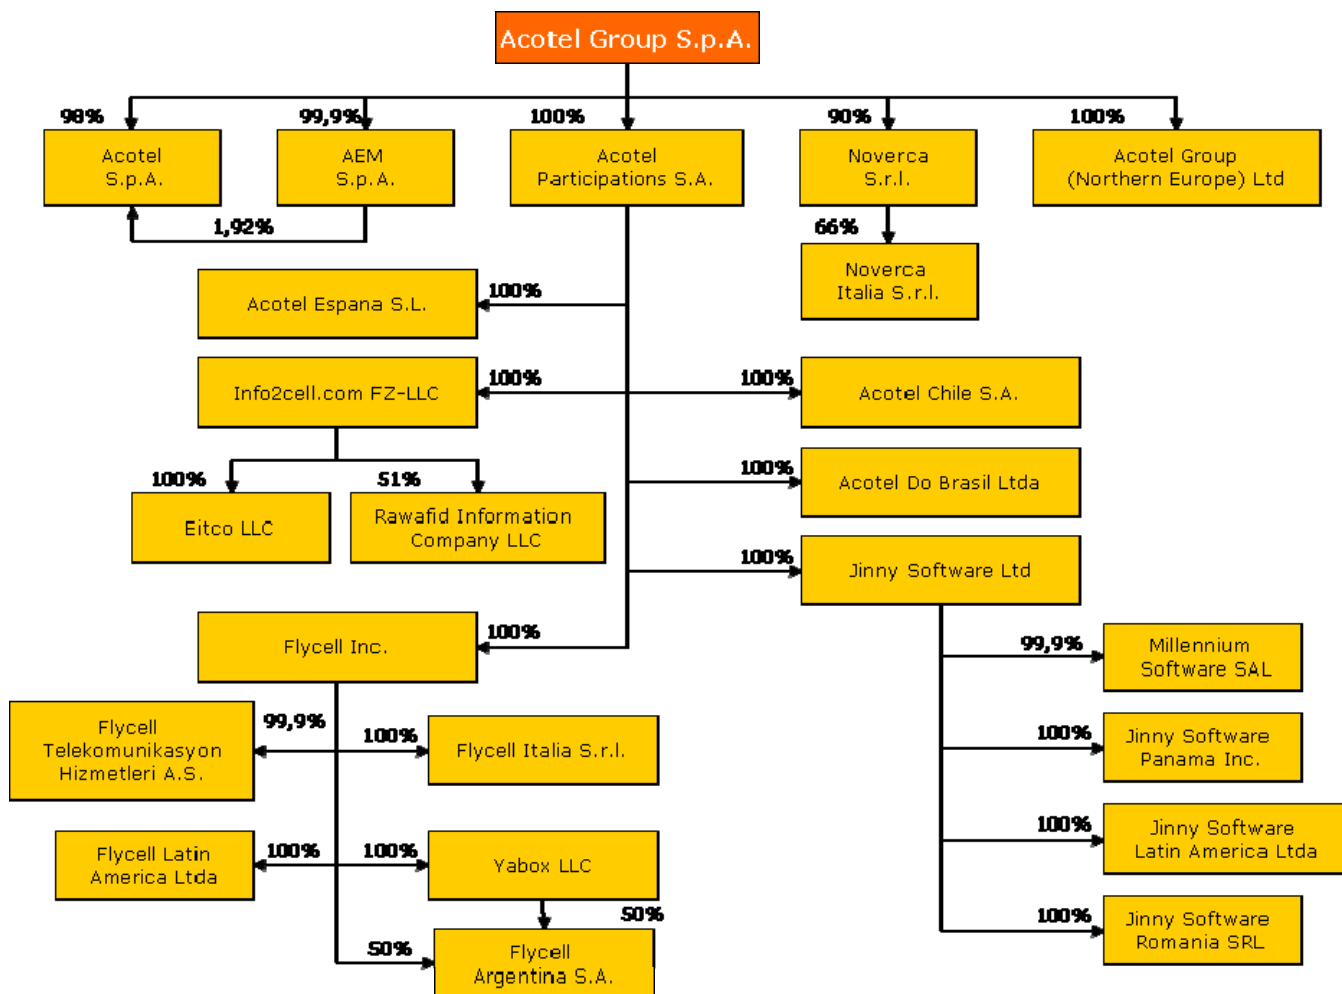 Acotel Group S.p.A.
98%
99,9%
100%
90%
100%
Acotel
S.p.A.
AEM
S.p.A.
Acotel
Participations S.A.
Noverca
S.r.l.
Acotel Group
(Northern Europe) Ltd
1,92%
66%
Noverca
Italia S.r.l.
Acotel Espana S.L.
100%
Info2cell.com FZ-LLC
100%
100%
Acotel Chile S.A.
100%
51%
Eitco LLC
Rawafid Information
Company LLC
100%
Acotel Do Brasil Ltda
100%
Jinny Software Ltd
Flycell Inc.
100%
99,9%
Millennium
Software SAL
100%
Jinny Software
Panama Inc.
100%
Jinny Software
Latin America Ltda
100%
Jinny Software
Romania SRL
Flycell
Telekomunikasyon
Hizmetleri A.S.
99,9%
100%
Flycell Italia S.r.l.
Flycell Latin
America Ltda
100%
100%
Yabox LLC
50%
50%
Flycell
Argentina S.A.